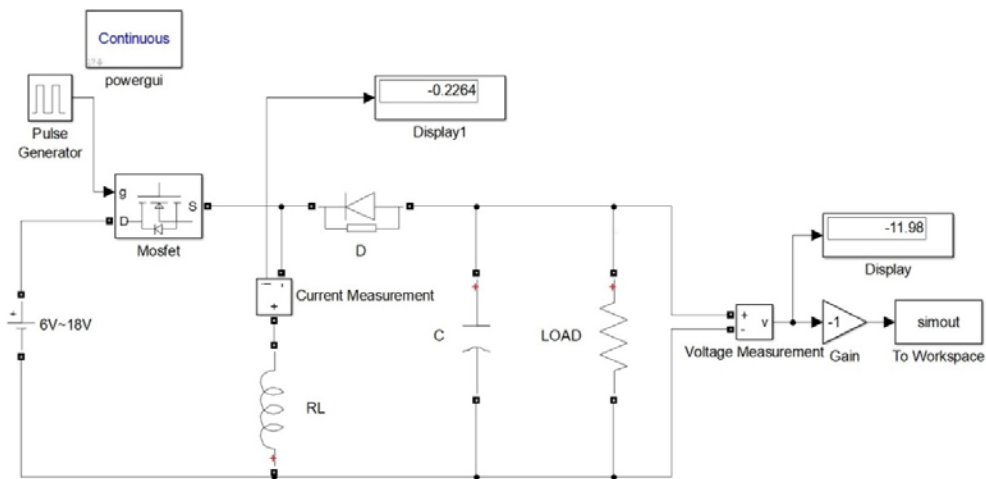 Continuous
powergui
-0.2264
Display1
Pulse
Generator
g
D
S
Mosfet
D
-11.98
Display
+
6V~18V
-
+
Current Measurement
+
C
+
LOAD
+
-
v
Voltage Measurement
-1
Gain
simout
To Workspace
RL
+